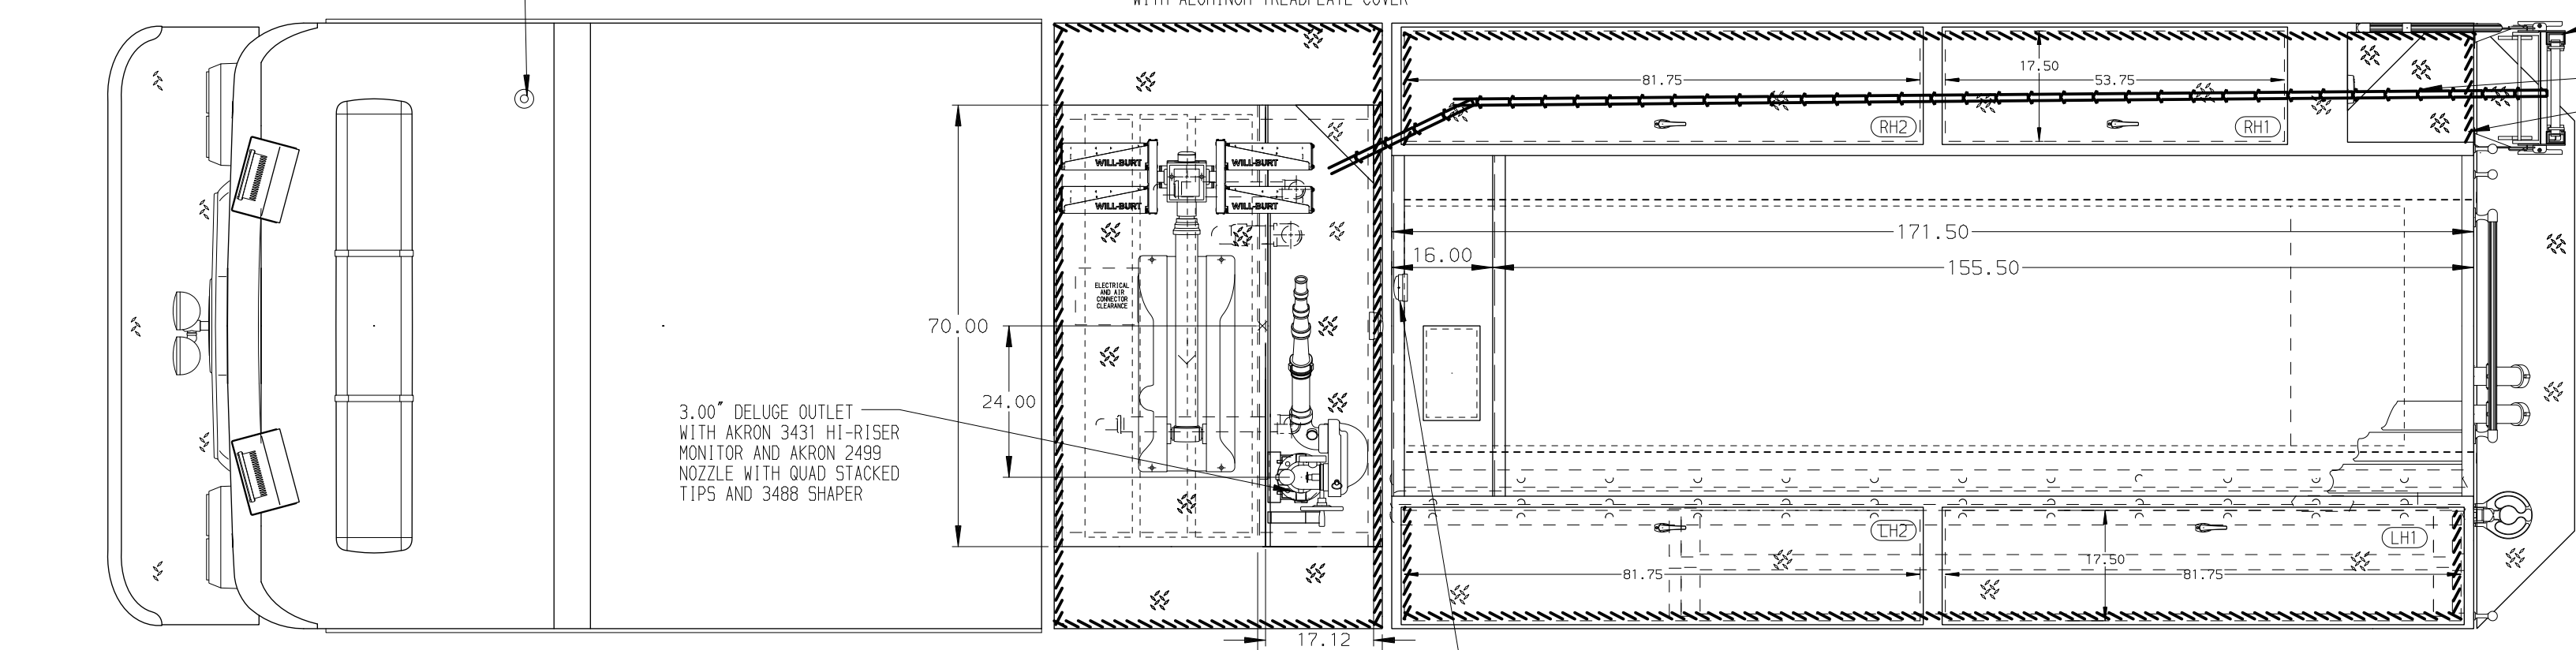 WITH ALUMINUM TREADPLATE COVER
81.75
17.50
53.75
RH2
RH1
WILL-BURT
WILL-BURT
WILL-BURT
WILL-BURT
171.50
16.00
155.50
ELECTRICAL
AND AIR
CONNECTOR
CLEARANCE
70.00
24.00
3.00" DELUGE OUTLET
WITH AKRON 3431 HI-RISER
MONITOR AND AKRON 2499
NOZZLE WITH QUAD STACKED
TIPS AND 3488 SHAPER
LH2
LH1
17.50
81.75
81.75
17.12